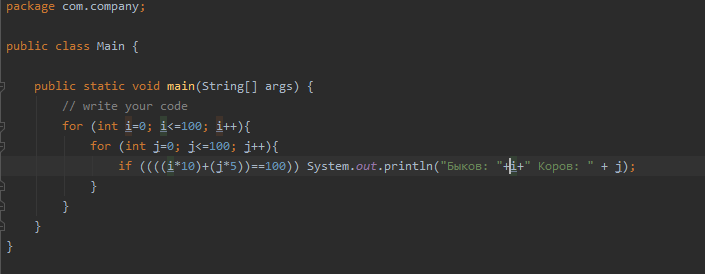 package com.company;
public class Main {
public static void main(String[] args) {
// write your code
for (int i=0; i<=100; i++){
for (int j=0; j<=100; j++){
if ((((i*10)+(j*5))==100)) System.out.println("Быков: "+i+" Коров: " + j);
}
}
}
}